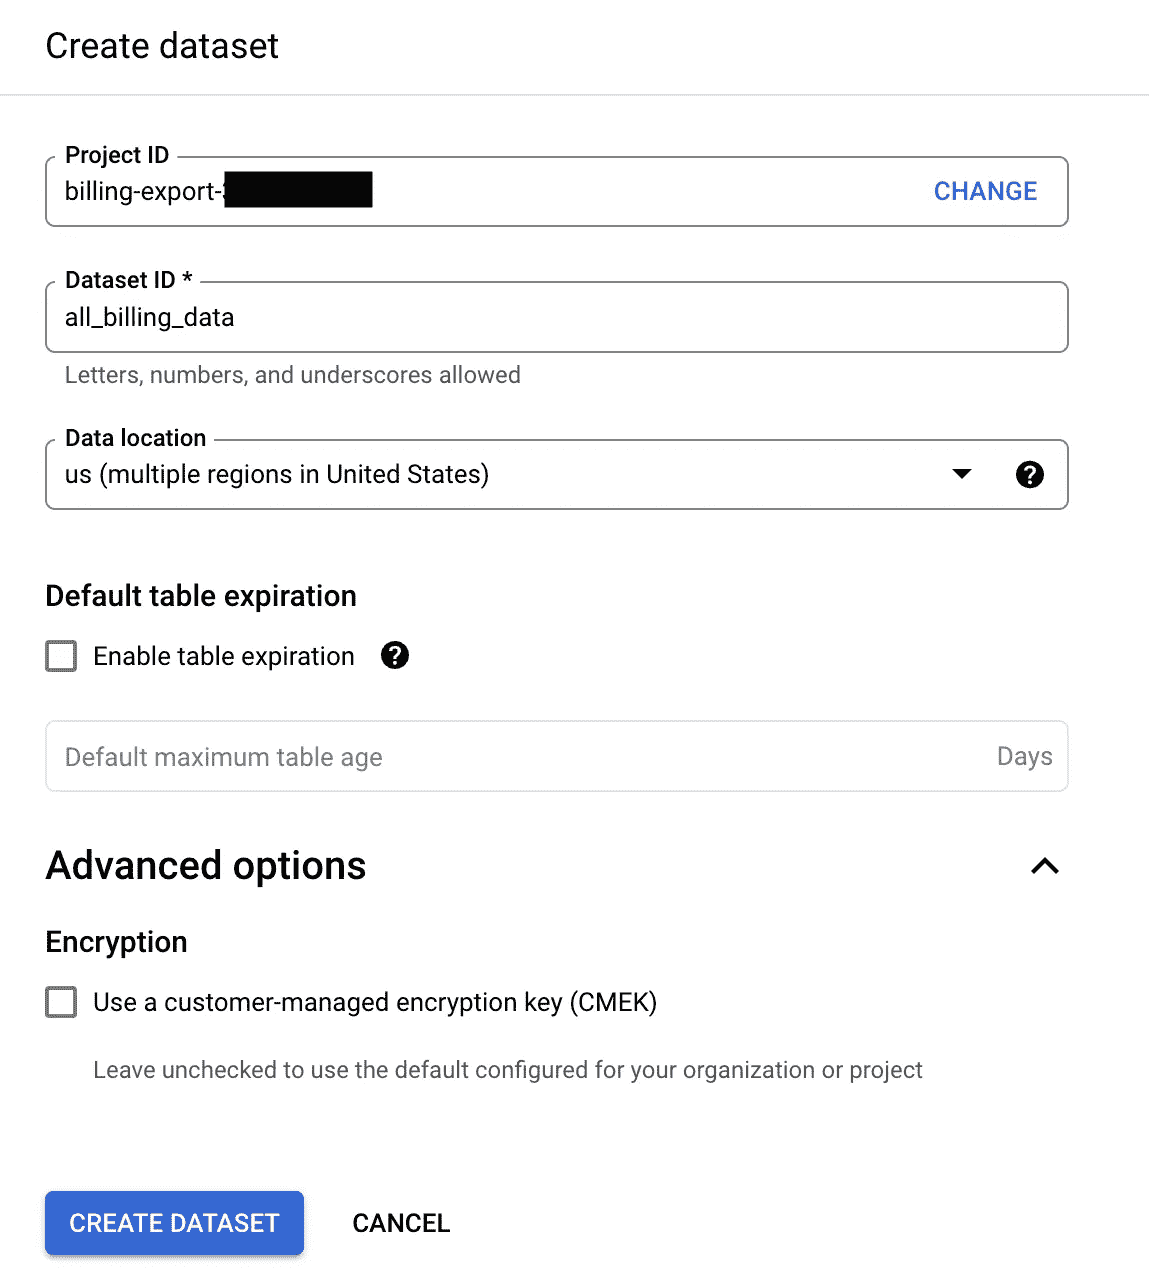 Create dataset
Project ID
billing-export-
CHANGE
Dataset ID *
all_billing_data
Letters, numbers, and underscores allowed
Data location
us (multiple regions in United States)
Default table expiration
Enable table expiration
Default maximum table age Days
Advanced options
Encryption
Use a customer-managed encryption key (CMEK)
Leave unchecked to use the default configured for your organization or project
CREATE DATASET CANCEL